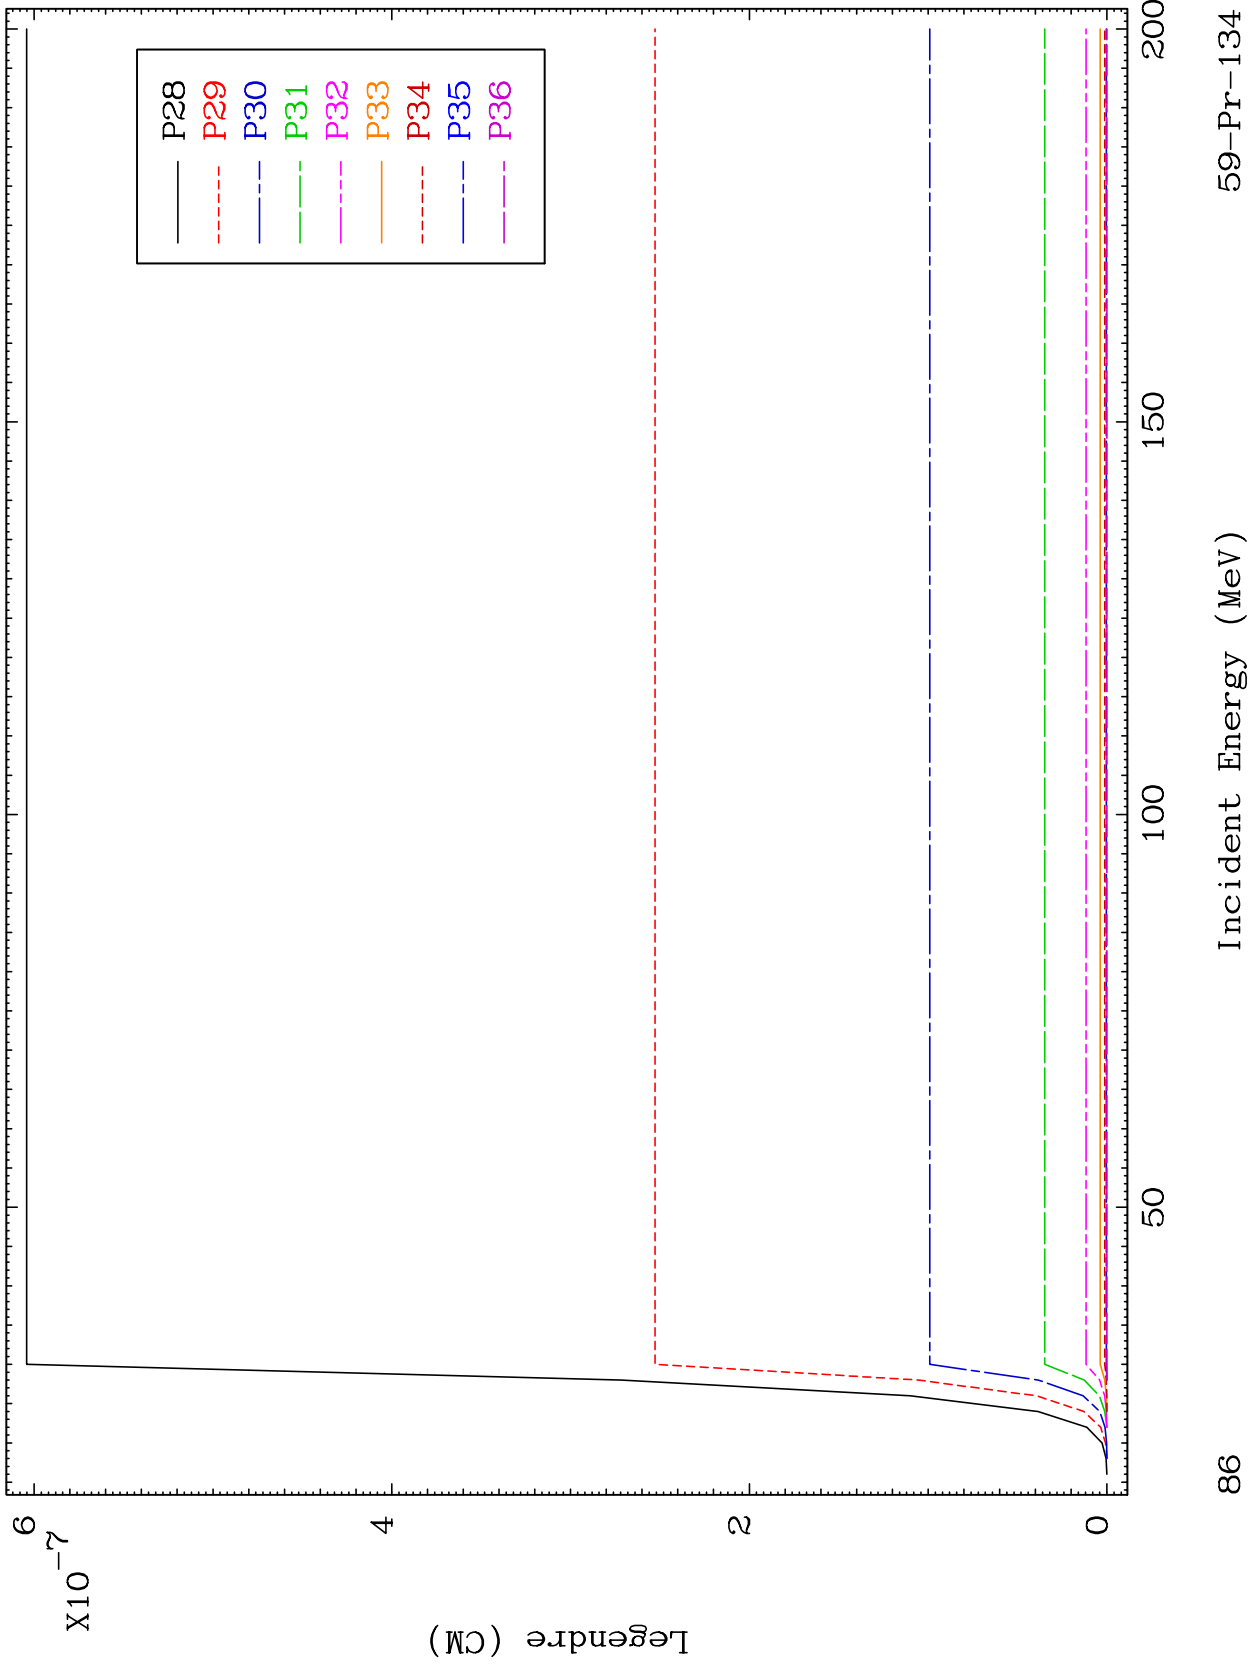 X10-7
6
4
2
0
Legendre (CM)
P28
P29
P30
P31
P32
P33
P34
P35
P36
50
100
150
200
86
Incident Energy (MeV)
59-Pr-134